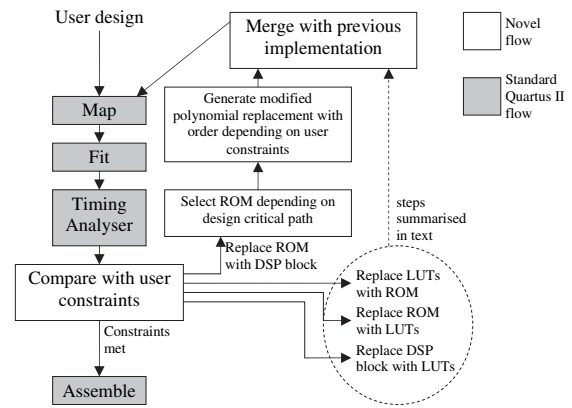 User design
Merge with previous
implementation
Novel
flow
Standard
Quartus II
flow
Map
Generate modified
polynomial replacement with
order depending on user
constraints
Fit
Timing
Analyser
Select ROM depending on
design critical path
steps
summarised
in text
Replace ROM
with DSP block
Compare with user
constraints
Replace LUTs
with ROM
Replace ROM
with LUTs
Replace DSP
block with LUTs
Constraints
met
Assemble